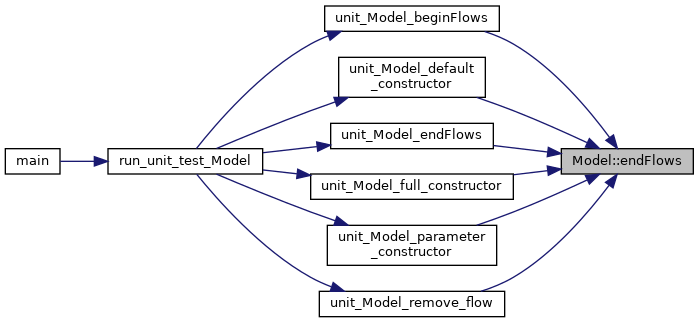 unit_Model_beginFlows
unit_Model_default
_constructor
unit_Model_endFlows
main
run_unit_test_Model
Model::endFlows
unit_Model_full_constructor
unit_Model_parameter
_constructor
unit_Model_remove_flow